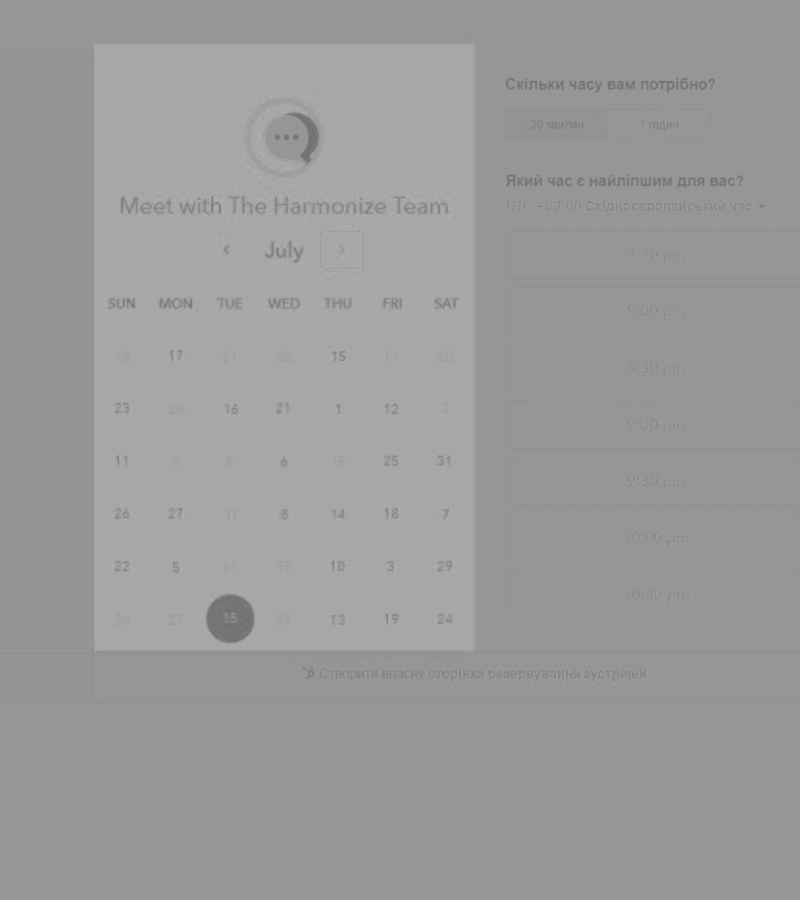 Meet with The Harmonize Team
July
SUN MON TUE WED THU FRI SAT
18 17 21 22 15 11 20
23 20 16 21 1 12 2
11 8 6 6 15 25 31
26 27 31 8 14 18 7
22 5 11 10 3 29
26 27 15 28 13 19 24
Скільки часу вам потрібно?
30 хвилин 1 годин
Який час є найліпшим для вас?
UTC +03:00 Східноєвропейський час
7:30 pm
8:00 pm
8:30 pm
9:00 pm
9:30 pm
10:00 pm
10:30 pm
Створити власну сторінка резервування зустрічей